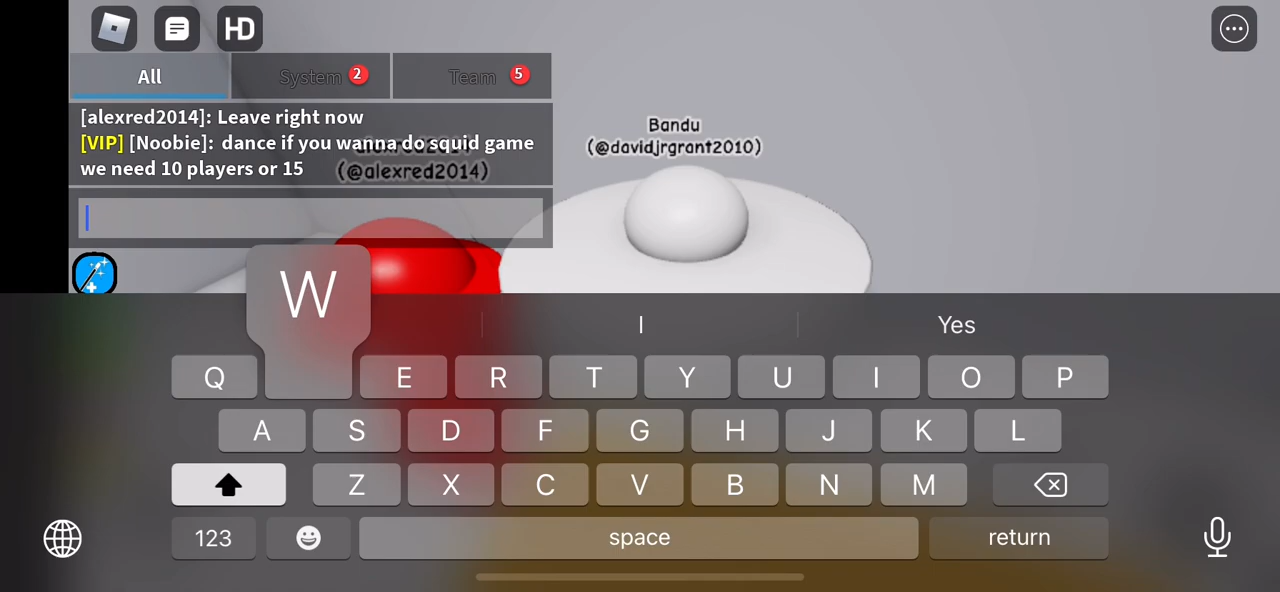 HD
All
System 2
Team 5
[alexred2014]: Leave right now
[VIP] [Noobie]: dance if you wanna do squid game
we need 10 players or 15
alexred2014
(@alexred2014)
Bandu
(@davidjrgrant2010)
W
I
Yes
Q E R T Y U I O P
A S D F G H J K L
Z X C V B N M
123
space
return